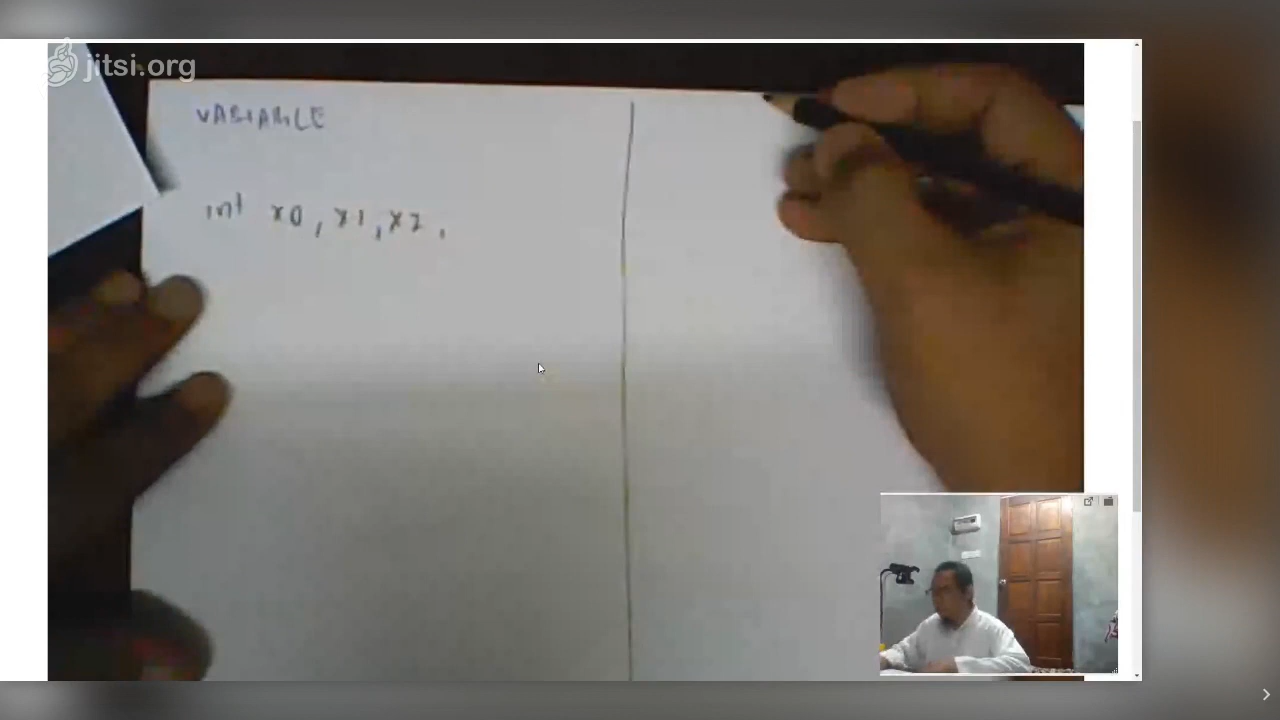 jitsi.org
VARIABLE
int x0, x1, x2,